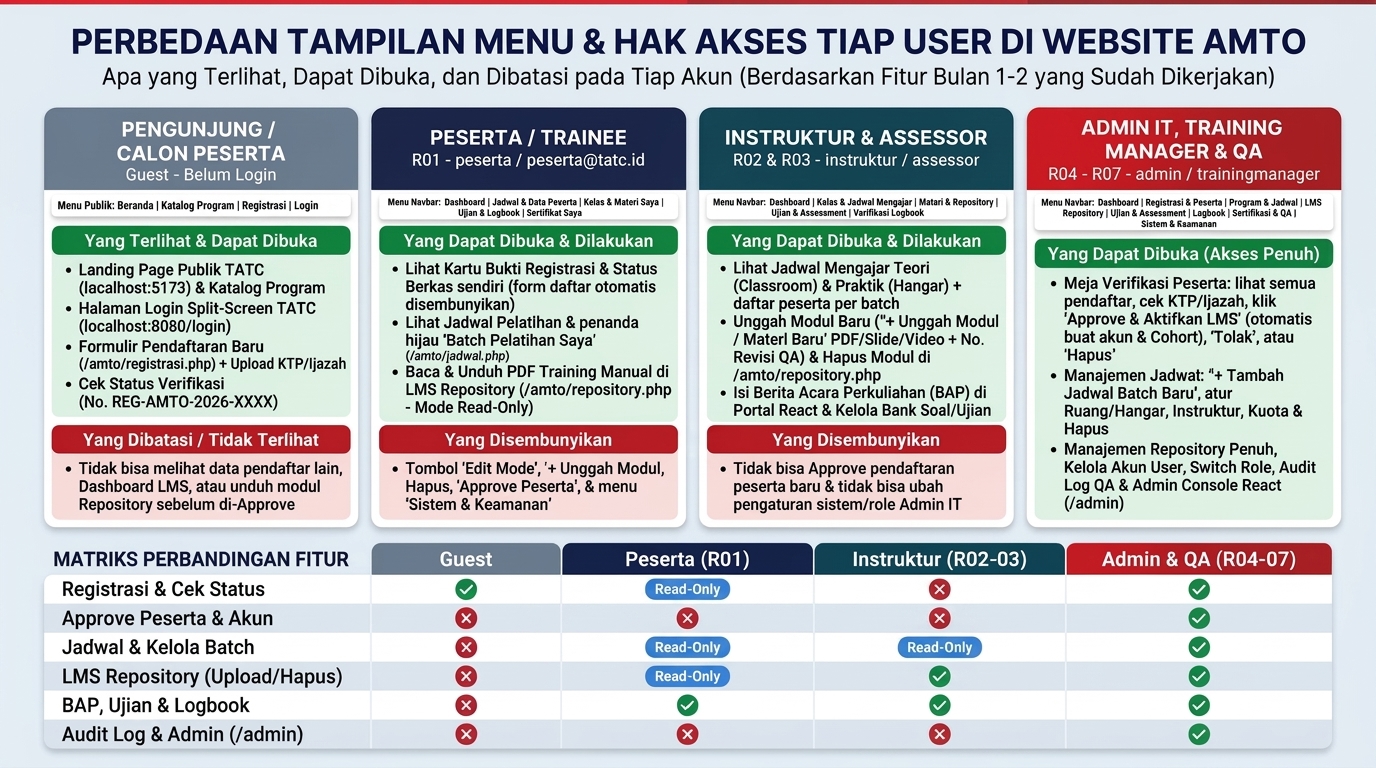 PERBEDAAN TAMPILAN MENU & HAK AKSES TIAP USER DI WEBSITE AMTO
Apa yang Terlihat, Dapat Dibuka, dan Dibatasi pada Tiap Akun (Berdasarkan Fitur Bulan 1-2 yang Sudah Dikerjakan)
PENGUNJUNG /
CALON PESERTA
Guest - Belum Login
Menu Publik: Beranda | Katalog Program | Registrasi | Login
Yang Terlihat & Dapat Dibuka
• Landing Page Publik TATC
(localhost:5173) & Katalog Program
• Halaman Login Split-Screen TATC
(localhost:8080/login)
• Formulir Pendaftaran Baru
(/amto/registrasi.php) + Upload KTP/Ijazah
• Cek Status Verifikasi
(No. REG-AMTO-2026-XXXX)
Yang Dibatasi / Tidak Terlihat
• Tidak bisa melihat data pendaftar lain,
Dashboard LMS, atau unduh modul
Repository sebelum di-Approve
PESERTA / TRAINEE
R01 - peserta / peserta@tatc.id
Menu Navbar: Dashboard | Jadwal & Data Peverta | Kelas & Materi Saya |
Ujian & Logbook | Sertifikat Saya
Yang Dapat Dibuka & Dilakukan
• Lihat Kartu Bukti Registrasi & Status
Berkas sendiri (form daftar otomatis
disembunyikan)
• Lihat Jadwal Pelatihan & penanda
hijau 'Batch Pelatihan Saya'
(/amto/jadwal.php)
• Baca & Unduh PDF Training Manual di
LMS Repository (/amto/repository.php
- Mode Read-Only)
Yang Disembunyikan
• Tombol 'Edit Mode', '+ Unggah Modul,
Hapus, 'Approve Peserta', & menu
'Sistem & Keamanan'
INSTRUKTUR & ASSESSOR
R02 & R03 - instruktur / assessor
Menu Navbar: Dashboard | Kelas & Jadwal Mengajar | Matari & Repository |
Ujian & Assessment | Varifikasi Logbook
Yang Dapat Dibuka & Dilakukan
• Lihat Jadwal Mengajar Teori
(Classroom) & Praktik (Hangar) +
daftar peserta per batch
• Unggah Modul Baru ("+ Unggah Modul
/ Materl Baru' PDF/Slide/Video + No.
Revisi QA) & Hapus Modul di
/amto/repository.php
• Isi Berita Acara Perkuliahan (BAP) di
Portal React & Kelola Bank Soal/Ujian
Yang Disembunyikan
• Tidak bisa Approve pendaftaran
peserta baru & tidak bisa ubah
pengaturan sistem/role Admin IT
ADMIN IT, TRAINING
MANAGER & QA
R04 - R07 - admin / trainingmanager
Menu Navbar: Dashboard | Registrasi & Peserta | Program & Jadwal | LMS
Repository | Ujian & Assessment | Logbook | Sertifikasi & QA |
Sistem & Kaamanan
Yang Dapat Dibuka (Akses Penuh)
• Meja Verifikasi Peserta: lihat semua
pendaftar, cek KTP/Ijazah, klik
'Approve & Aktifkan LMS' (otomatis
buat akun & Cohort), 'Tolak', atau
'Hapus'
• Manajemen Jadwat: "+ Tambah
Jadwal Batch Baru', atur
Ruang/Hangar, Instruktur, Kuota &
Hapus
• Manajemen Repository Penuh,
Kelola Akun User, Switch Role, Audit
Log QA & Admin Console React
(/admin)
MATRIKS PERBANDINGAN FITUR Guest Peserta (R01) Instruktur (R02-03) Admin & QA (R04-07)
Registrasi & Cek Status Read-Only
Approve Peserta & Akun
Jadwal & Kelola Batch Read-Only Read-Only
LMS Repository (Upload/Hapus) Read-Only
BAP, Ujian & Logbook
Audit Log & Admin (/admin)